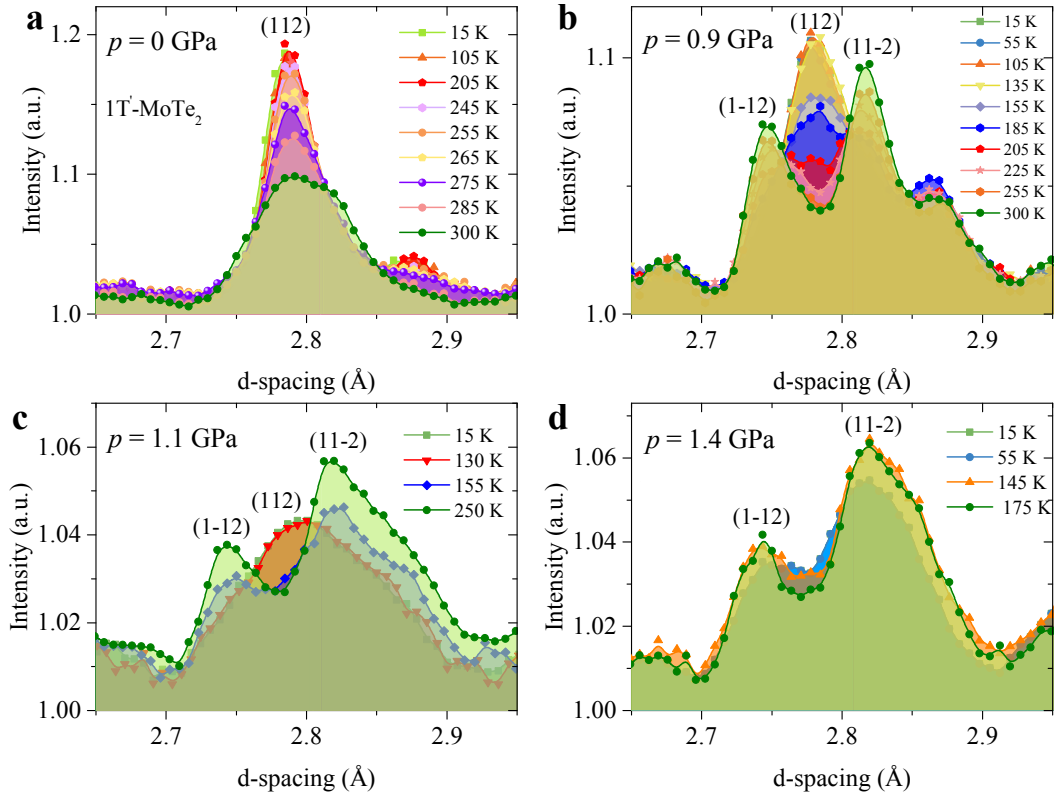 a
p = 0 GPa
1T'-MoTe2
(112)
15 K
105 K
205 K
245 K
255 K
265 K
275 K
285 K
300 K
1.2
1.1
1.0
Intensity (a.u.)
2.7 2.8 2.9
d-spacing (Å)
b
p = 0.9 GPa
(112)
(11-2)
(1-12)
15 K
55 K
105 K
135 K
155 K
185 K
205 K
225 K
255 K
300 K
1.1
1.0
Intensity (a.u.)
2.7 2.8 2.9
d-spacing (Å)
c
p = 1.1 GPa
(11-2)
(112)
(1-12)
15 K
130 K
155 K
250 K
1.06
1.04
1.02
1.00
Intensity (a.u.)
2.7 2.8 2.9
d-spacing (Å)
d
p = 1.4 GPa
(11-2)
(1-12)
15 K
55 K
145 K
175 K
1.06
1.04
1.02
1.00
Intensity (a.u.)
2.7 2.8 2.9
d-spacing (Å)